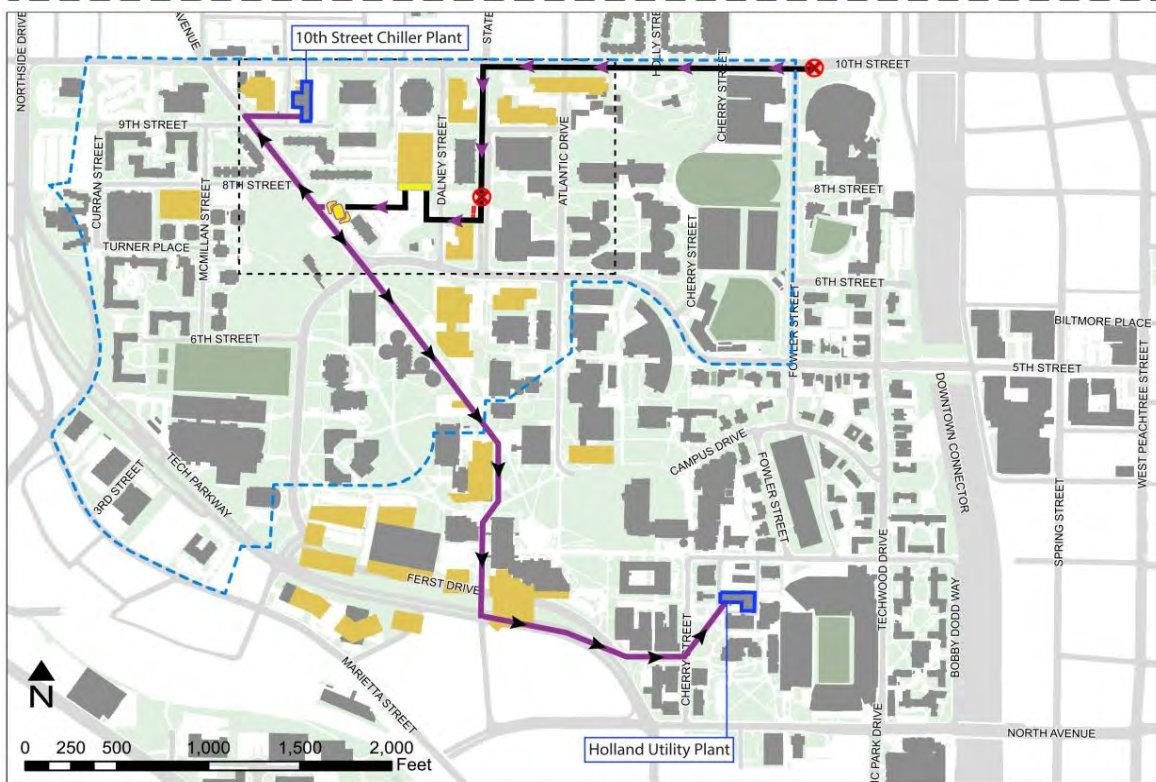 NORTHSIDE DRIVE
AVENUE
10th Street Chiller Plant
STATE
HOLLY STREET
10TH STREET
CHERRY STREET
9TH STREET
DALNEY STREET
ATLANTIC DRIVE
8TH STREET
8TH STREET
CURRAN STREET
MCMILLAN STREET
TURNER PLACE
CHERRY STREET
6TH STREET
FOWLER STREET
BILTMORE PLACE
6TH STREET
5TH STREET
DOWNTOWN CONNECTOR
WEST PEACHTREE STREET
CAMPUS DRIVE
FOWLER STREET
3RD STREET
TECH PARKWAY
SPRING STREET
FERST DRIVE
TECHWOOD DRIVE
BOBBY DODD WAY
CHERRY STREET
MARIETTA STREET
N
NORTH AVENUE
Holland Utility Plant
IC PARK DRIVE
0 250 500 1,000 1,500 2,000
Feet